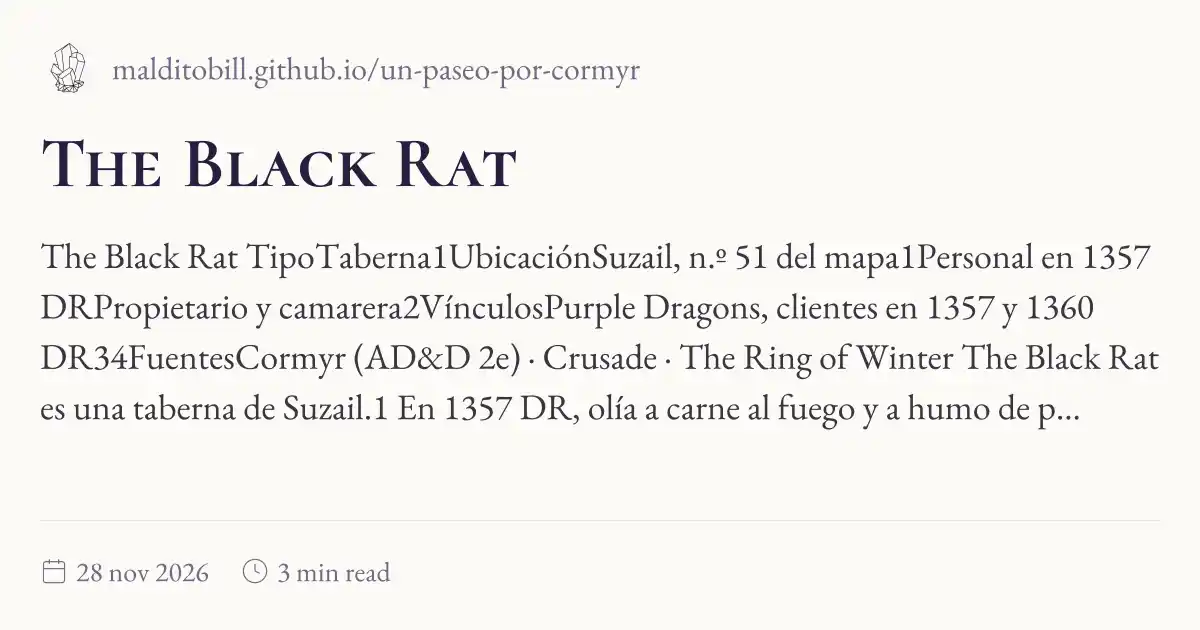 malditobill.github.io/un-paseo-por-cormyr
The Black Rat
The Black Rat TipoTaberna1UbicaciónSuzail, n.º 51 del mapa1Personal en 1357
DRPropietario y camarera2VínculosPurple Dragons, clientes en 1357 y 1360
DR34FuentesCormyr (AD&D 2e) · Crusade · The Ring of Winter The Black Rat
es una taberna de Suzail.1 En 1357 DR, olía a carne al fuego y a humo de p...
28 nov 2026 3 min read